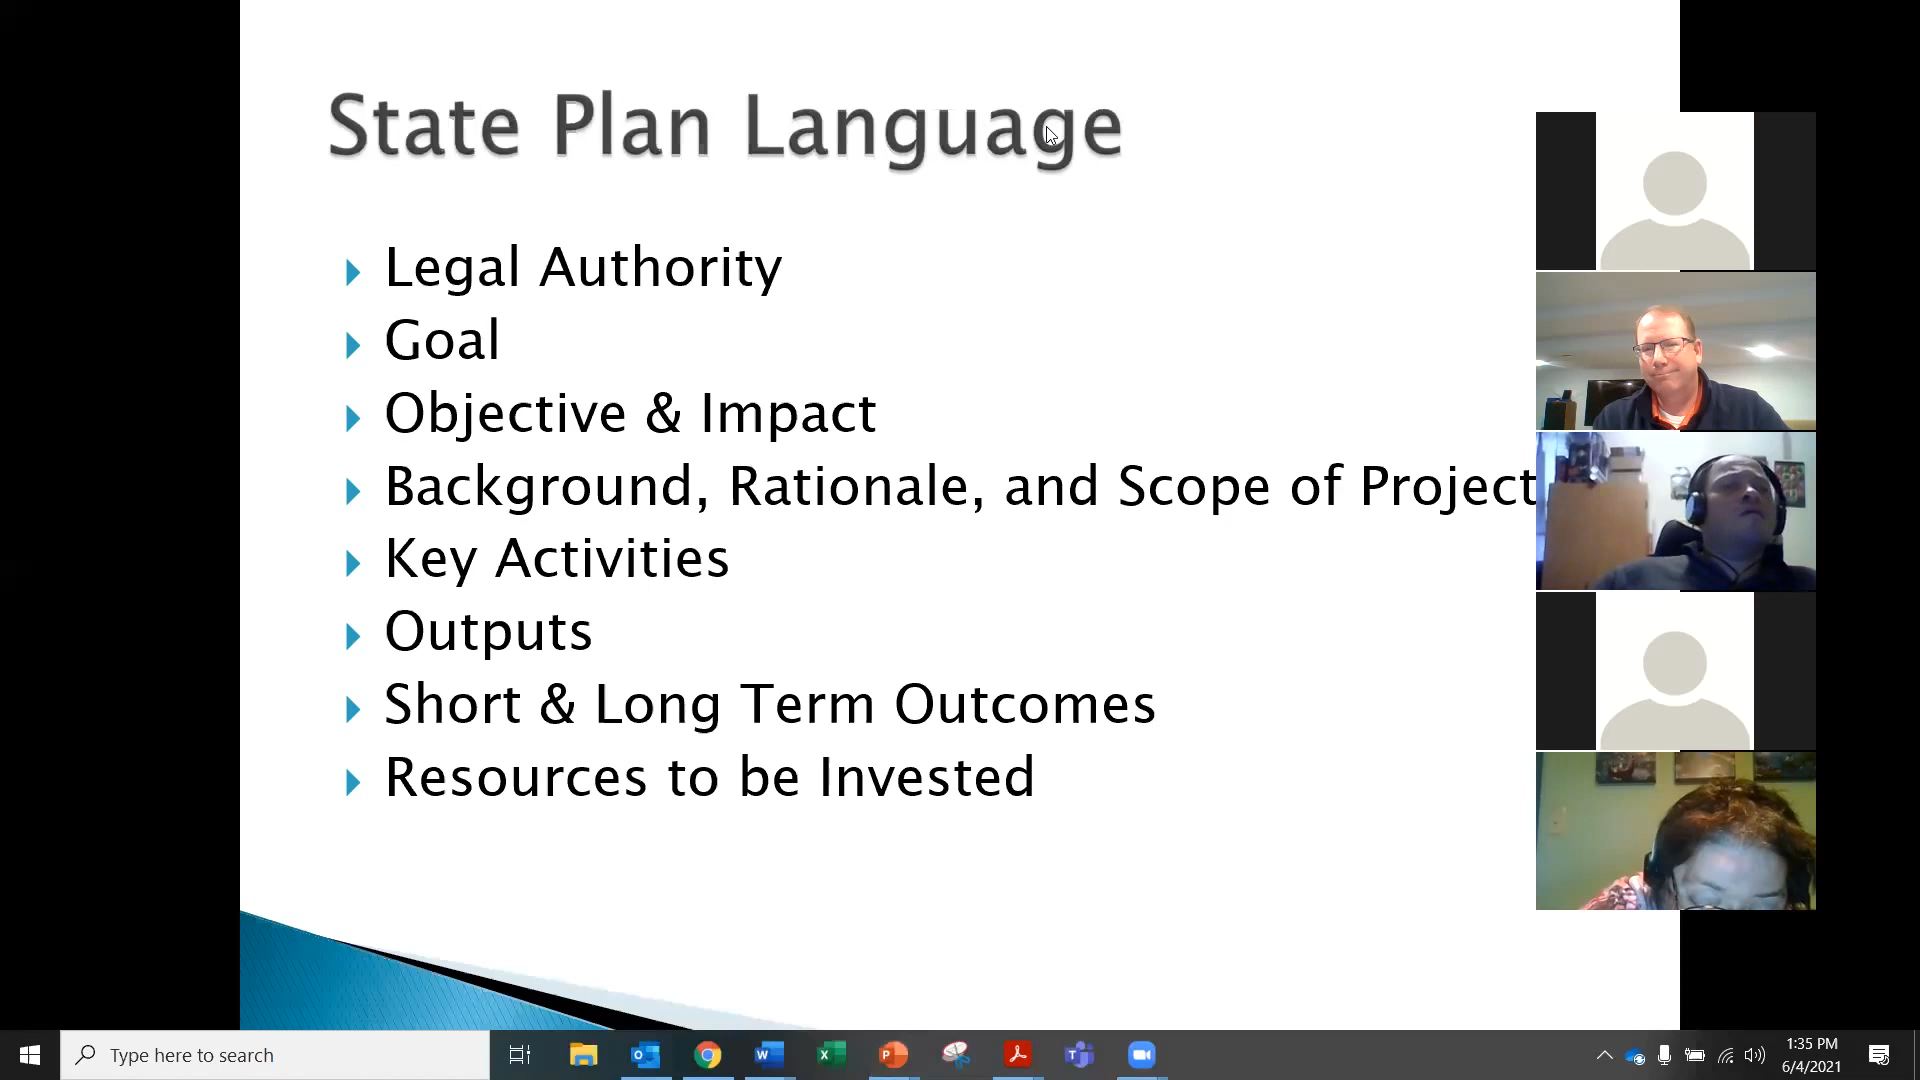 State Plan Language
Legal Authority
Goal
Objective & Impact
Background, Rationale, and Scope of Project
Key Activities
Outputs
Short & Long Term Outcomes
Resources to be Invested
Type here to search
1:35 PM
6/4/2021